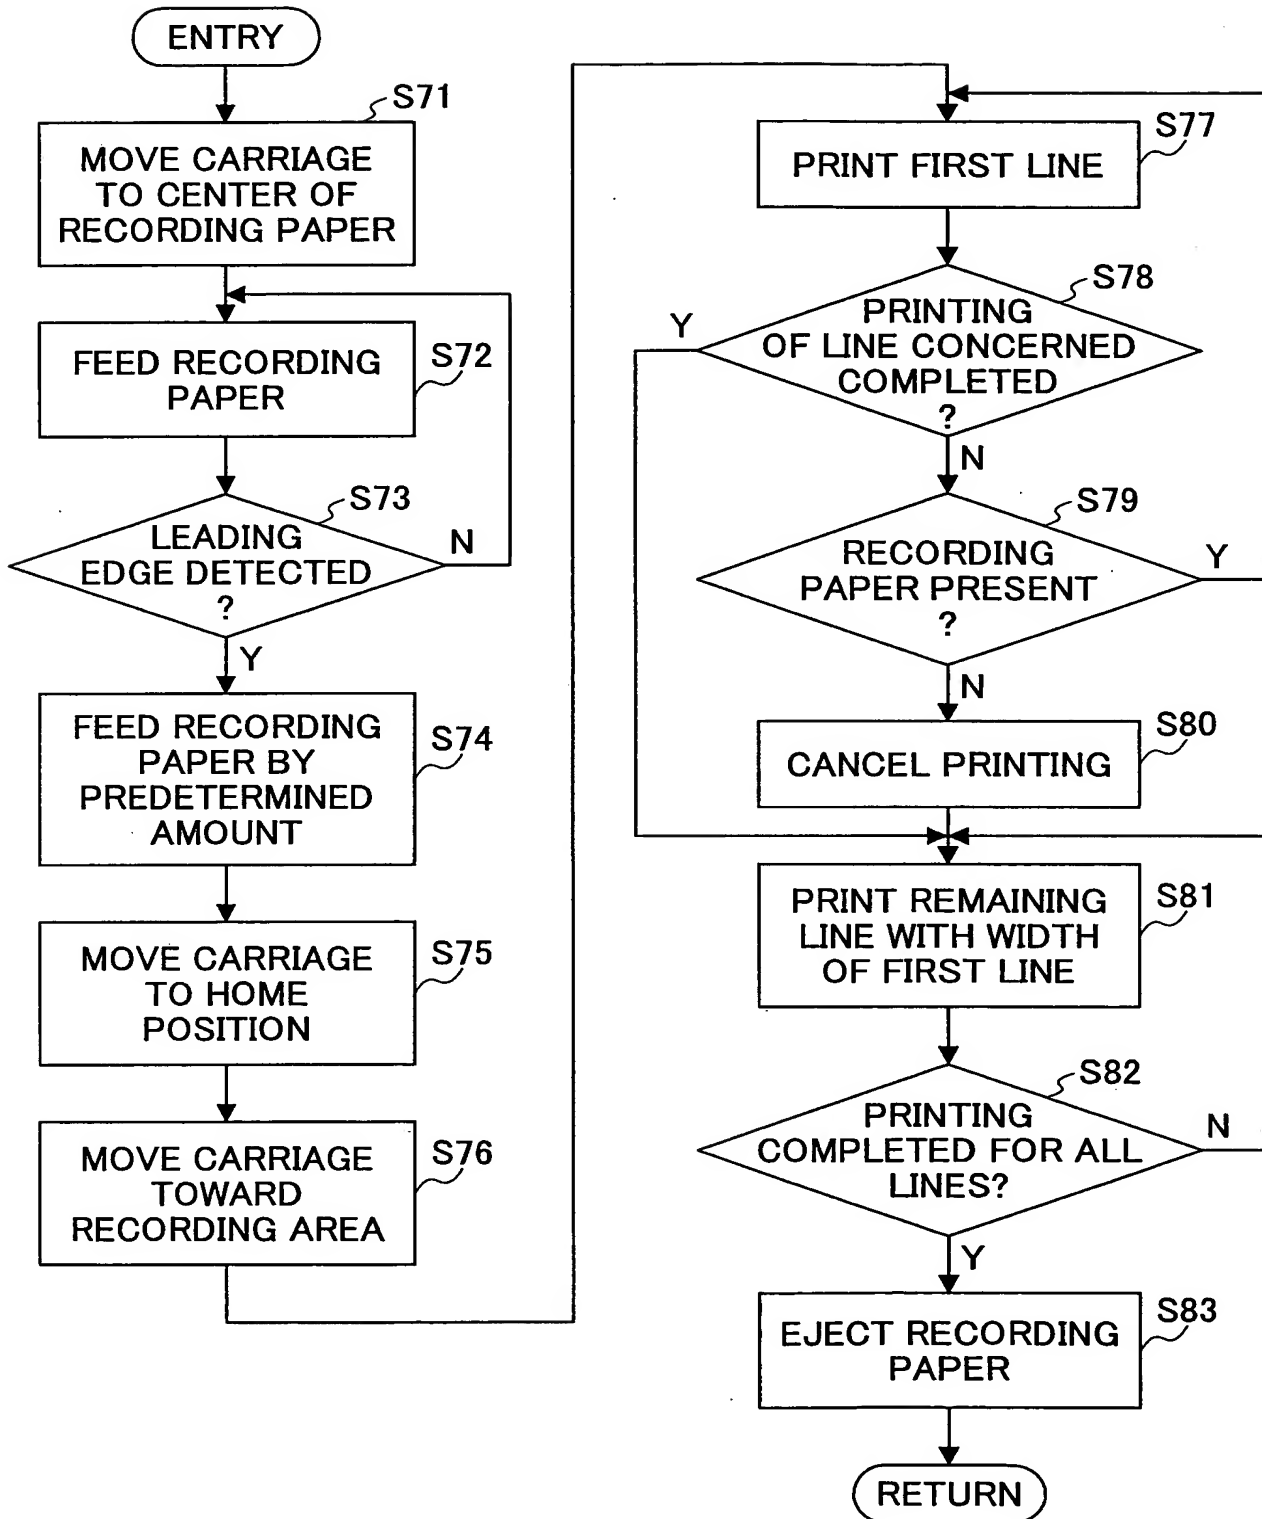 ENTRY
S71
MOVE CARRIAGE
TO CENTER OF
RECORDING PAPER
FEED RECORDING
PAPER
S72
S73
LEADING
EDGE DETECTED
?
N
Y
FEED RECORDING
PAPER BY
PREDETERMINED
AMOUNT
S74
MOVE CARRIAGE
TO HOME
POSITION
S75
MOVE CARRIAGE
TOWARD
RECORDING AREA
S76
S77
PRINT FIRST LINE
S78
PRINTING
OF LINE CONCERNED
COMPLETED
?
Y
N
S79
RECORDING
PAPER PRESENT
?
Y
N
S80
CANCEL PRINTING
PRINT REMAINING
LINE WITH WIDTH
OF FIRST LINE
S81
S82
PRINTING
COMPLETED FOR ALL
LINES?
N
Y
EJECT RECORDING
PAPER
S83
RETURN